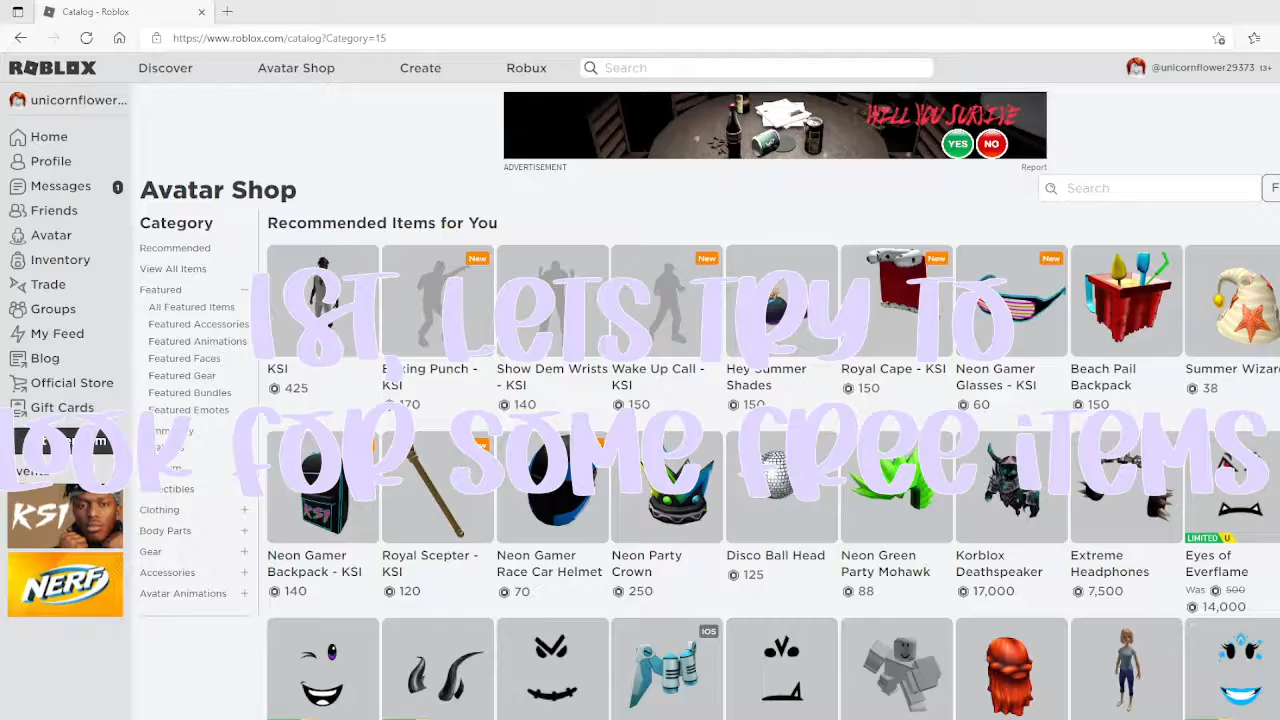 Catalog - Roblox
https://www.roblox.com/catalog?Category=15
ROBLOX
Discover
Avatar Shop
Create
Robux
Search
@unicornflower29373 13+
unicornflower...
Home
Profile
Messages
1
Friends
Avatar
Inventory
Trade
Groups
My Feed
Blog
Official Store
Gift Cards
KSI
NERF
WILL YOU SURVIVE
YES
NO
ADVERTISEMENT
Report
Avatar Shop
Search
F
Category
Recommended
View All Items
Featured
All Featured Items
Featured Accessories
Featured Animations
Featured Faces
Featured Gear
Featured Bundles
Featured Emotes
Clothing
Body Parts
Gear
Accessories
Avatar Animations
Recommended Items for You
1st, lets try to
look for some free items
New
New
New
New
KSI
425
KSI
170
Show Dem Wrists
- KSI
140
Wake Up Call -
KSI
150
Hey Summer
Shades
150
Royal Cape - KSI
150
Neon Gamer
Glasses - KSI
60
Beach Pail
Backpack
150
Summer Wizar
38
KSI
Neon Gamer
Backpack - KSI
140
Royal Scepter -
KSI
120
Neon Gamer
Race Car Helmet
70
Neon Party
Crown
250
Disco Ball Head
125
Neon Green
Party Mohawk
88
Korblox
Deathspeaker
17,000
Extreme
Headphones
7,500
LIMITED U
Eyes of
Everflame
Was 500
14,000
IOS